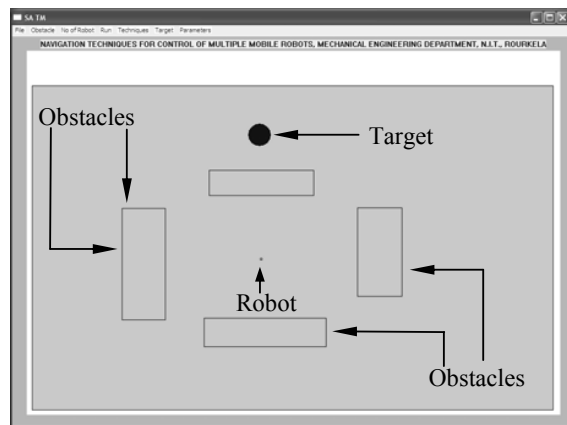 SA TM
File Obstacle No of Robot Run Techniques Target Parameters
NAVIGATION TECHNIQUES FOR CONTROL OF MULTIPLE MOBILE ROBOTS, MECHANICAL ENGINEERING DEPARTMENT, N.I.T., ROURKELA
Obstacles
Target
Robot
Obstacles